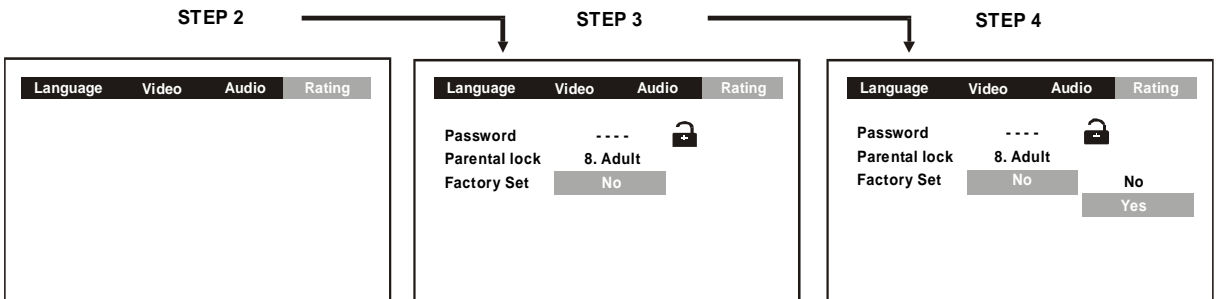 STEP 2
STEP 3
STEP 4
Language Video Audio Rating
Language Video Audio Rating
Password - - - -
Parental lock 8. Adult
Factory Set No
Language Video Audio Rating
Password - - - -
Parental lock 8. Adult
Factory Set No No
Yes